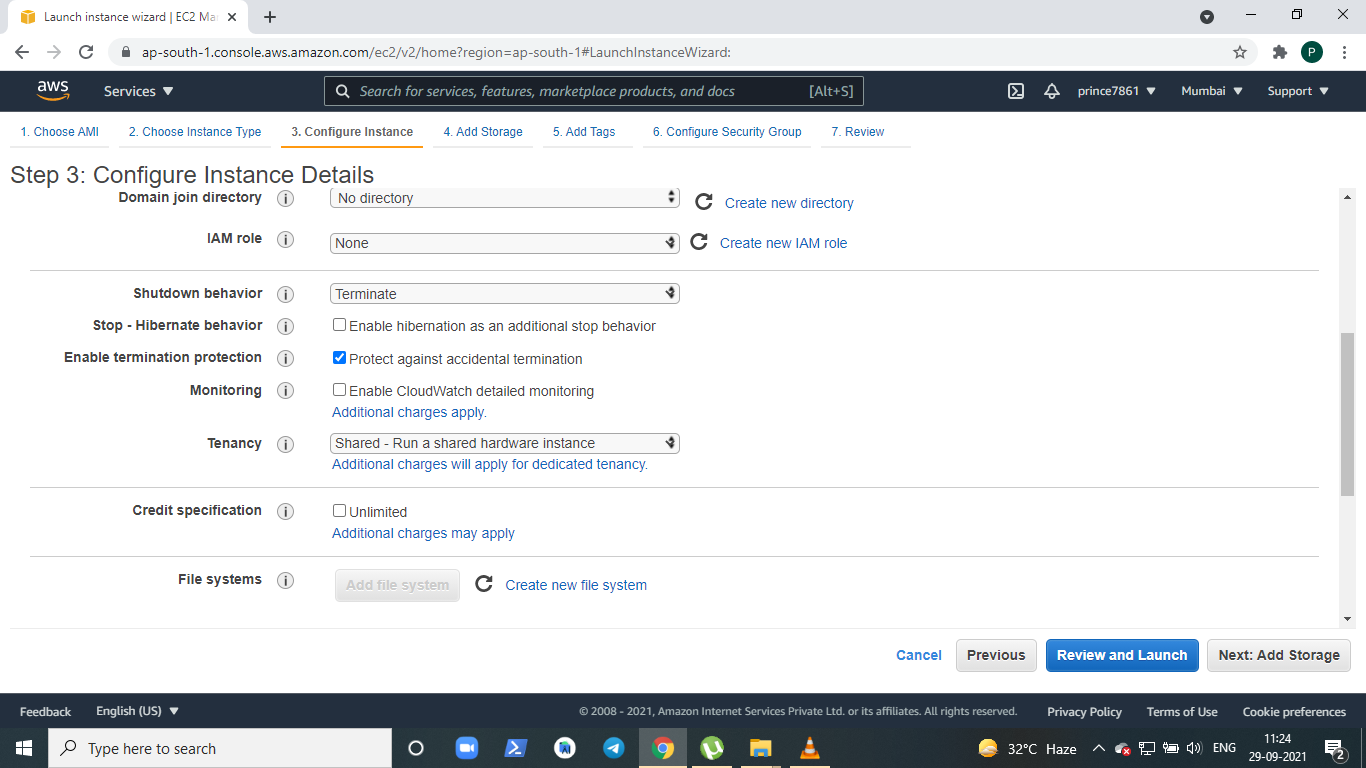 Launch instance wizard | EC2 Ma
ap-south-1.console.aws.amazon.com/ec2/v2/home?region=ap-south-1#LaunchInstanceWizard:
P
aws Services Search for services, features, marketplace products, and docs [Alt+S] prince7861 Mumbai Support
1. Choose AMI 2. Choose Instance Type 3. Configure Instance 4. Add Storage 5. Add Tags 6. Configure Security Group 7. Review
Step 3: Configure Instance Details
Domain join directory i No directory Create new directory
IAM role i None Create new IAM role
Shutdown behavior i Terminate
Stop - Hibernate behavior i Enable hibernation as an additional stop behavior
Enable termination protection i Protect against accidental termination
Monitoring i Enable CloudWatch detailed monitoring
Additional charges apply.
Tenancy i Shared - Run a shared hardware instance
Additional charges will apply for dedicated tenancy.
Credit specification i Unlimited
Additional charges may apply
File systems i Add file system Create new file system
Cancel Previous Review and Launch Next: Add Storage
Feedback English (US) © 2008 - 2021, Amazon Internet Services Private Ltd. or its affiliates. All rights reserved. Privacy Policy Terms of Use Cookie preferences
Type here to search 32°C Haze ENG 11:24
29-09-2021
2